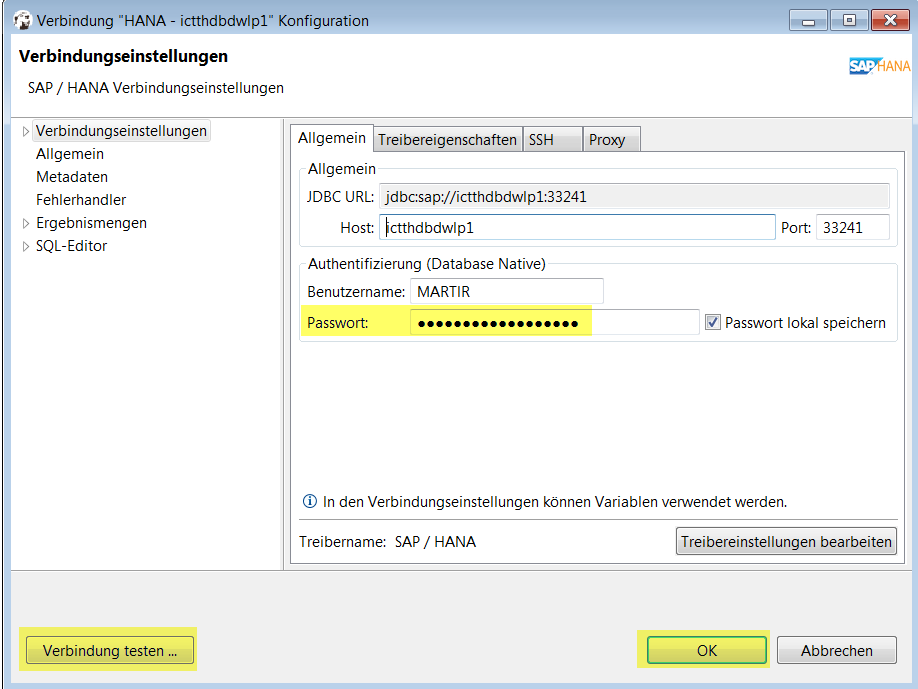 Verbindung "HANA - ictthdbdwlp1" Konfiguration
Verbindungseinstellungen
SAP / HANA Verbindungseinstellungen
SAP HANA
Verbindungseinstellungen
Allgemein
Metadaten
Fehlerhandler
Ergebnismengen
SQL-Editor
Allgemein Treibereigenschaften SSH Proxy
Allgemein
JDBC URL: jdbc:sap://ictthdbdwlp1:33241
Host: ictthdbdwlp1 Port: 33241
Authentifizierung (Database Native)
Benutzername: MARTIR
Passwort: ●●●●●●●●●●●●●●●●●● Passwort lokal speichern
In den Verbindungseinstellungen können Variablen verwendet werden.
Treibername: SAP / HANA Treibereinstellungen bearbeiten
Verbindung testen ... OK Abbrechen